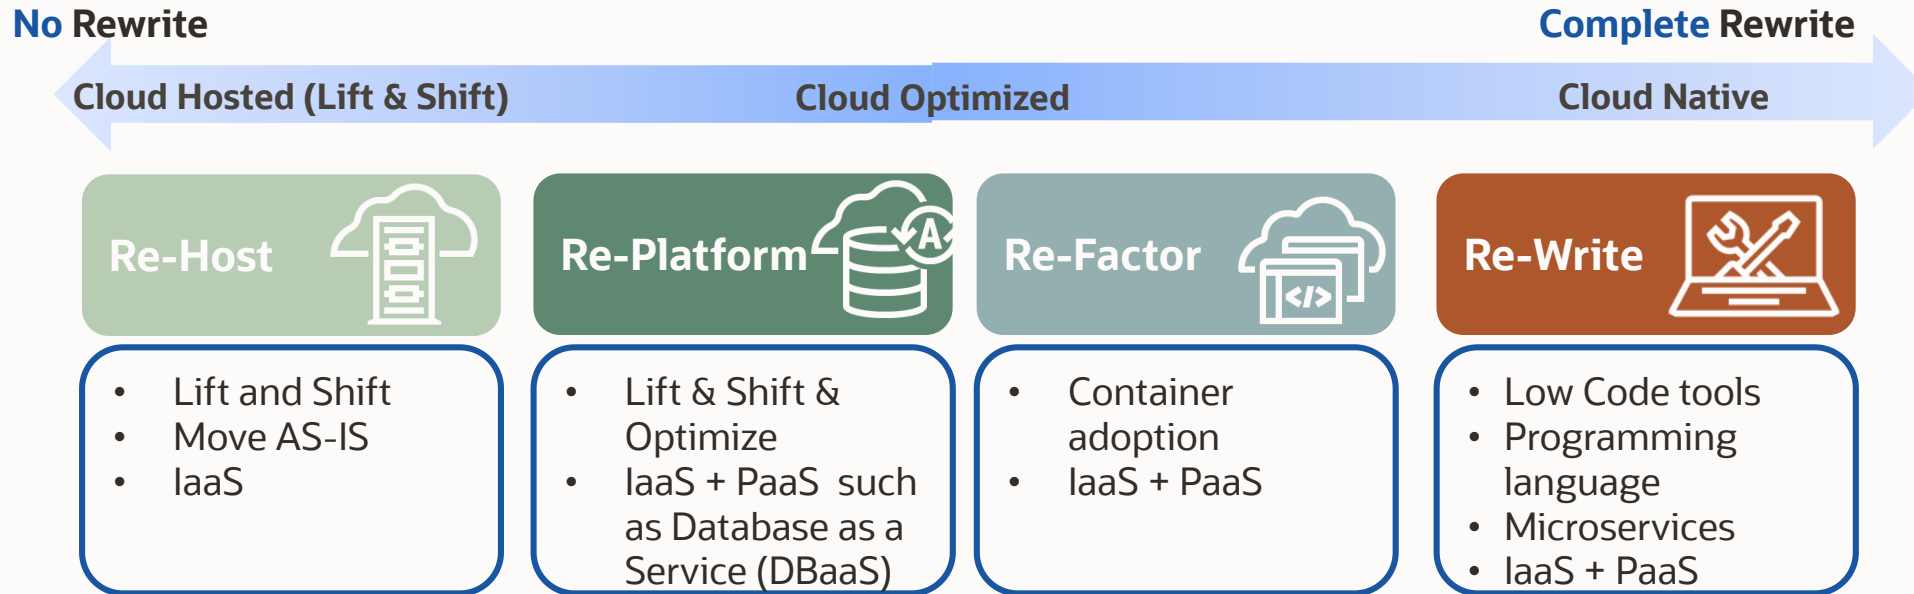 No Rewrite
Complete Rewrite
Cloud Hosted (Lift & Shift)
Cloud Optimized
Cloud Native
Re-Host
Re-Platform
A
Re-Factor
</>
Re-Write
• Lift and Shift
• Move AS-IS
• IaaS
• Lift & Shift &
Optimize
• IaaS + PaaS such
as Database as a
Service (DBaaS)
• Container
adoption
• IaaS + PaaS
• Low Code tools
• Programming
language
• Microservices
• IaaS + PaaS